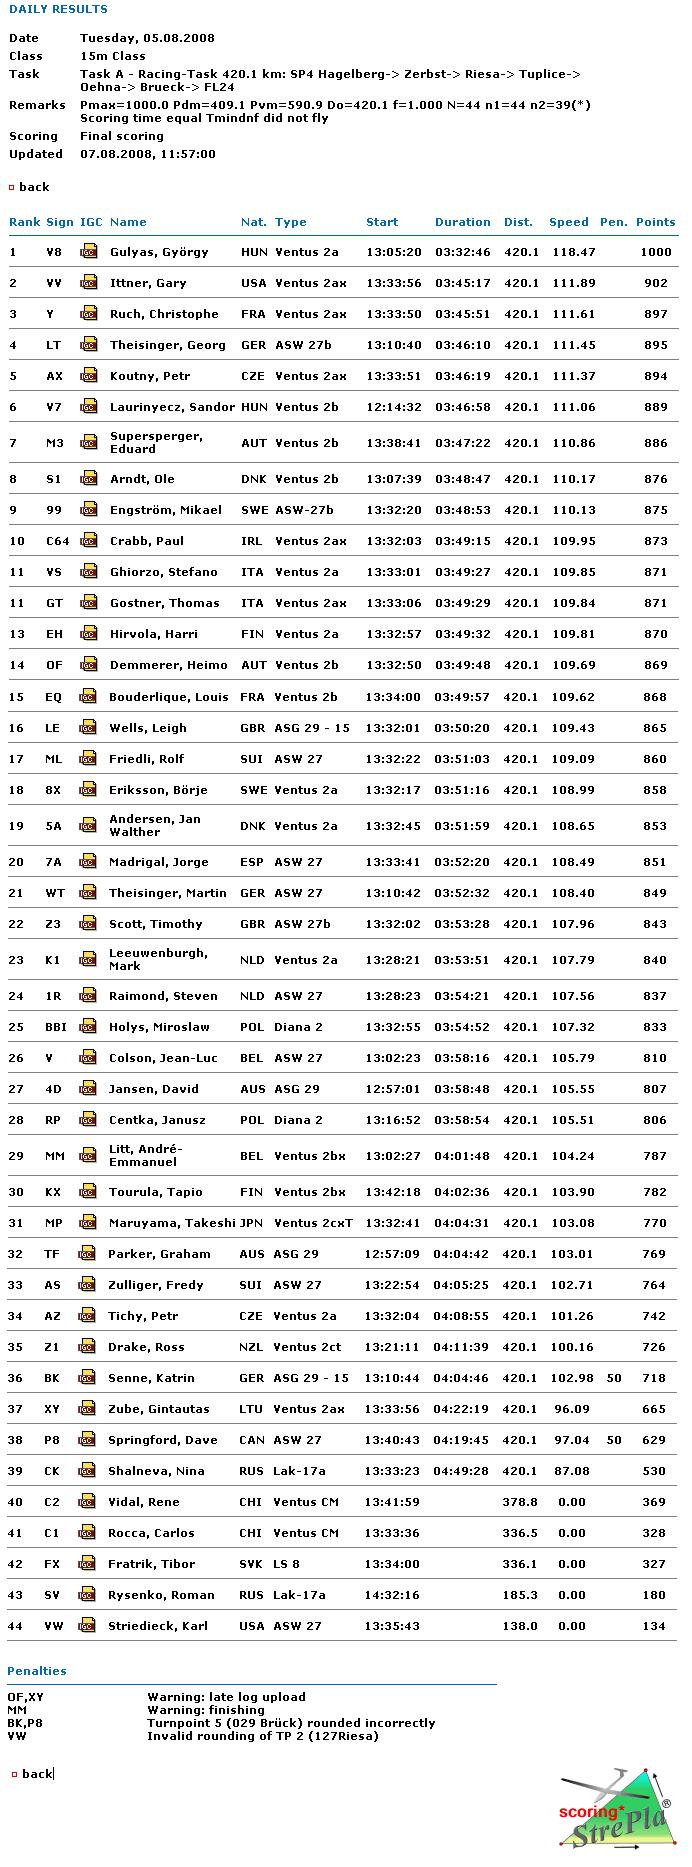 DAILY RESULTS
Date Tuesday, 05.08.2008
Class 15m Class
Task Task A - Racing-Task 420.1 km: SP4 Hagelberg-> Zerbst-> Riesa-> Tuplice->
Oehna-> Brueck-> FL24
Remarks Pmax=1000.0 Pdm=409.1 Pvm=590.9 Do=420.1 f=1.000 N=44 n1=44 n2=39(*)
Scoring time equal Tmindnf did not fly
Scoring Final scoring
Updated 07.08.2008, 11:57:00
back
Rank Sign IGC Name Nat. Type Start Duration Dist. Speed Pen. Points
1 V8 IGC Gulyas, György HUN Ventus 2a 13:05:20 03:32:46 420.1 118.47 1000
2 VV IGC Ittner, Gary USA Ventus 2ax 13:33:56 03:45:17 420.1 111.89 902
3 Y IGC Ruch, Christophe FRA Ventus 2ax 13:33:50 03:45:51 420.1 111.61 897
4 LT IGC Theisinger, Georg GER ASW 27b 13:10:40 03:46:10 420.1 111.45 895
5 AX IGC Koutny, Petr CZE Ventus 2ax 13:33:51 03:46:19 420.1 111.37 894
6 V7 IGC Laurinyecz, Sandor HUN Ventus 2b 12:14:32 03:46:58 420.1 111.06 889
7 M3 IGC Supersperger,
Eduard AUT Ventus 2b 13:38:41 03:47:22 420.1 110.86 886
8 S1 IGC Arndt, Ole DNK Ventus 2b 13:07:39 03:48:47 420.1 110.17 876
9 99 IGC Engström, Mikael SWE ASW-27b 13:32:20 03:48:53 420.1 110.13 875
10 C64 IGC Crabb, Paul IRL Ventus 2ax 13:32:03 03:49:15 420.1 109.95 873
11 VS IGC Ghiorzo, Stefano ITA Ventus 2a 13:33:01 03:49:27 420.1 109.85 871
11 GT IGC Gostner, Thomas ITA Ventus 2ax 13:33:06 03:49:29 420.1 109.84 871
13 EH IGC Hirvola, Harri FIN Ventus 2a 13:32:57 03:49:32 420.1 109.81 870
14 OF IGC Demmerer, Heimo AUT Ventus 2b 13:32:50 03:49:48 420.1 109.69 869
15 EQ IGC Bouderlique, Louis FRA Ventus 2b 13:34:00 03:49:57 420.1 109.62 868
16 LE IGC Wells, Leigh GBR ASG 29 - 15 13:32:01 03:50:20 420.1 109.43 865
17 ML IGC Friedli, Rolf SUI ASW 27 13:32:22 03:51:03 420.1 109.09 860
18 8X IGC Eriksson, Börje SWE Ventus 2a 13:32:17 03:51:16 420.1 108.99 858
19 5A IGC Andersen, Jan
Walther DNK Ventus 2a 13:32:45 03:51:59 420.1 108.65 853
20 7A IGC Madrigal, Jorge ESP ASW 27 13:33:41 03:52:20 420.1 108.49 851
21 WT IGC Theisinger, Martin GER ASW 27 13:10:42 03:52:32 420.1 108.40 849
22 Z3 IGC Scott, Timothy GBR ASW 27b 13:32:02 03:53:28 420.1 107.96 843
23 K1 IGC Leeuwenburgh,
Mark NLD Ventus 2a 13:28:21 03:53:51 420.1 107.79 840
24 1R IGC Raimond, Steven NLD ASW 27 13:28:23 03:54:21 420.1 107.56 837
25 BBI IGC Holys, Miroslaw POL Diana 2 13:32:55 03:54:52 420.1 107.32 833
26 V IGC Colson, Jean-Luc BEL ASW 27 13:02:23 03:58:16 420.1 105.79 810
27 4D IGC Jansen, David AUS ASG 29 12:57:01 03:58:48 420.1 105.55 807
28 RP IGC Centka, Janusz POL Diana 2 13:16:52 03:58:54 420.1 105.51 806
29 MM IGC Litt, André-
Emmanuel BEL Ventus 2bx 13:02:27 04:01:48 420.1 104.24 787
30 KX IGC Tourula, Tapio FIN Ventus 2bx 13:42:18 04:02:36 420.1 103.90 782
31 MP IGC Maruyama, Takeshi JPN Ventus 2cxT 13:32:41 04:04:31 420.1 103.08 770
32 TF IGC Parker, Graham AUS ASG 29 12:57:09 04:04:42 420.1 103.01 769
33 AS IGC Zulliger, Fredy SUI ASW 27 13:22:54 04:05:25 420.1 102.71 764
34 AZ IGC Tichy, Petr CZE Ventus 2a 13:32:04 04:08:55 420.1 101.26 742
35 Z1 IGC Drake, Ross NZL Ventus 2ct 13:21:11 04:11:39 420.1 100.16 726
36 BK IGC Senne, Katrin GER ASG 29 - 15 13:10:44 04:04:46 420.1 102.98 50 718
37 XY IGC Zube, Gintautas LTU Ventus 2ax 13:33:56 04:22:19 420.1 96.09 665
38 P8 IGC Springford, Dave CAN ASW 27 13:40:43 04:19:45 420.1 97.04 50 629
39 CK IGC Shalneva, Nina RUS Lak-17a 13:33:23 04:49:28 420.1 87.08 530
40 C2 IGC Vidal, Rene CHI Ventus CM 13:41:59 378.8 0.00 369
41 C1 IGC Rocca, Carlos CHI Ventus CM 13:33:36 336.5 0.00 328
42 FX IGC Fratrik, Tibor SVK LS 8 13:34:00 336.1 0.00 327
43 SV IGC Rysenko, Roman RUS Lak-17a 14:32:16 185.3 0.00 180
44 VW IGC Striedieck, Karl USA ASW 27 13:35:43 138.0 0.00 134
Penalties
OF,XY Warning: late log upload
MM Warning: finishing
BK,P8 Turnpoint 5 (029 Brück) rounded incorrectly
VW Invalid rounding of TP 2 (127Riesa)
back
scoring*
StrePla®